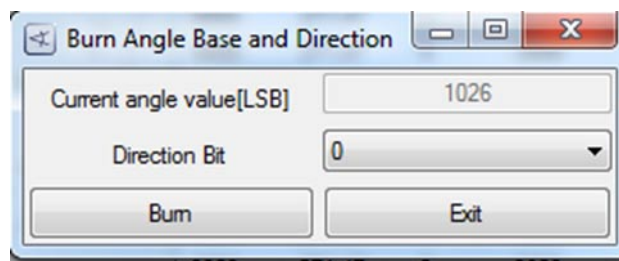 Burn Angle Base and Direction
Current angle value[LSB] 1026
Direction Bit 0
Burn Exit